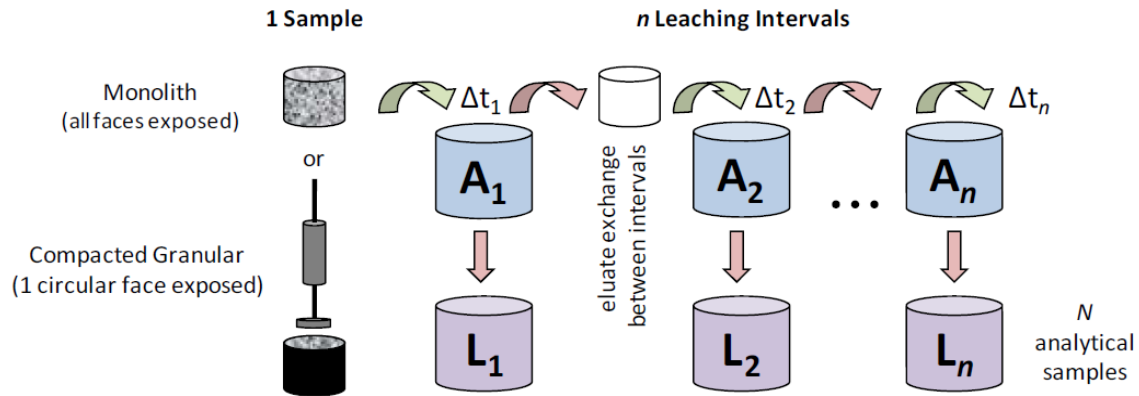 1 Sample
n Leaching Intervals
Monolith
(all faces exposed)
or
Compacted Granular
(1 circular face exposed)
Δt1
Δt2
Δtn
A1
A2
...
An
eluate exchange
between intervals
L1
L2
Ln
N
analytical
samples